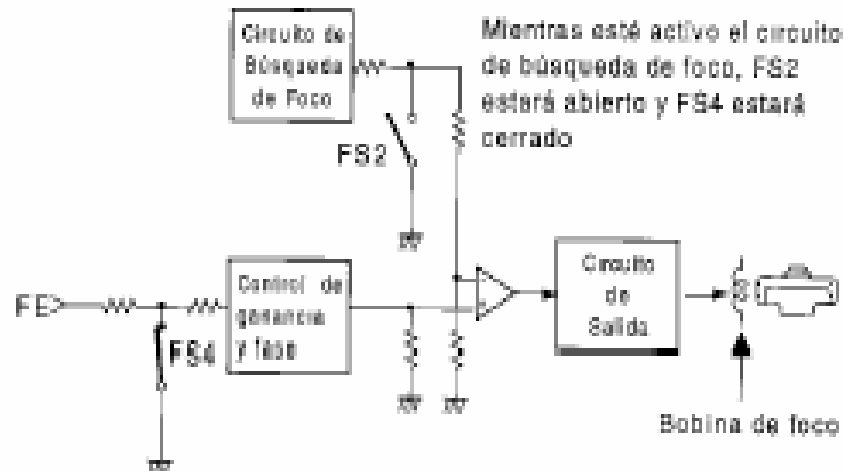 Circuito de
Búsqueda
de Foco
Mientras esté activo el circuito
de búsqueda de foco, FS2
estará abierto y FS4 estará
cerrado
FS2
FE
FS4
Control de
ganancia
y fase
Circuito
de
Salida
Bobina de foco